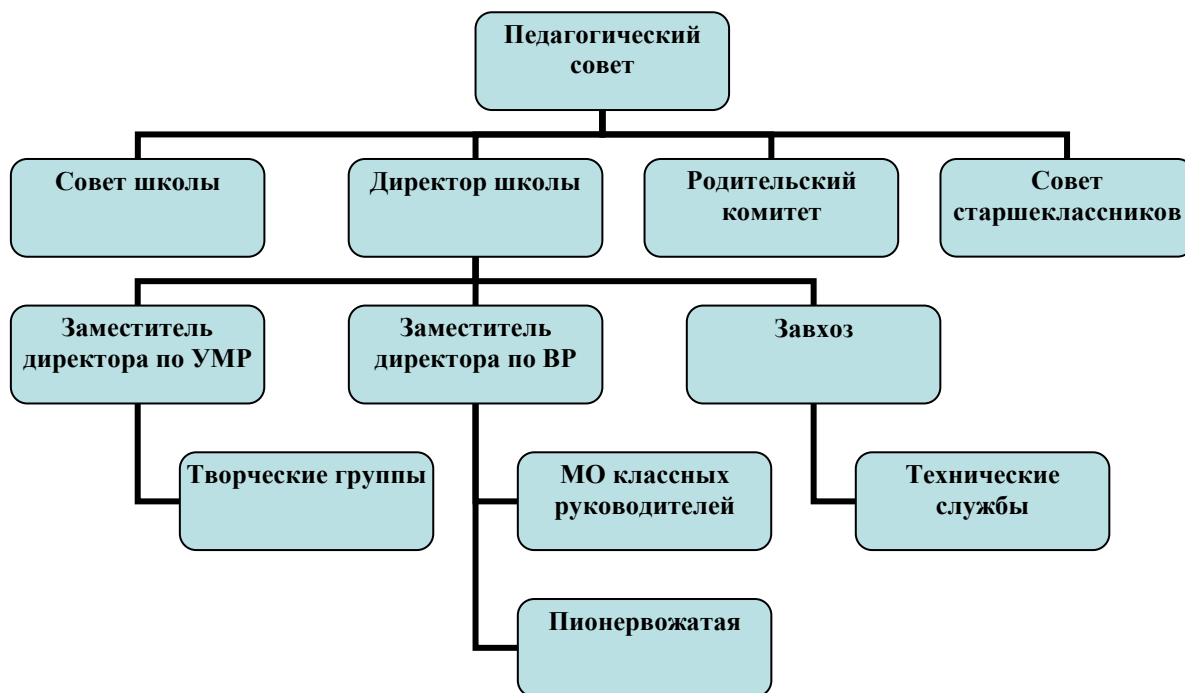 Педагогический
совет
Совет школы
Директор школы
Родительский
комитет
Совет
старшеклассников
Заместитель
директора по УМР
Заместитель
директора по ВР
Завхоз
Творческие группы
МО классных
руководителей
Технические
службы
Пионервожатая